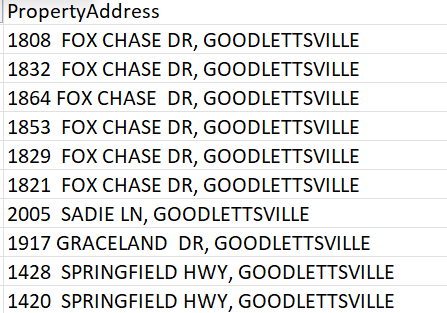 PropertyAddress
1808  FOX CHASE DR, GOODLETTSVILLE
1832  FOX CHASE DR, GOODLETTSVILLE
1864 FOX CHASE  DR, GOODLETTSVILLE
1853  FOX CHASE DR, GOODLETTSVILLE
1829  FOX CHASE DR, GOODLETTSVILLE
1821  FOX CHASE DR, GOODLETTSVILLE
2005  SADIE LN, GOODLETTSVILLE
1917 GRACELAND  DR, GOODLETTSVILLE
1428  SPRINGFIELD HWY, GOODLETTSVILLE
1420  SPRINGFIELD HWY, GOODLETTSVILLE